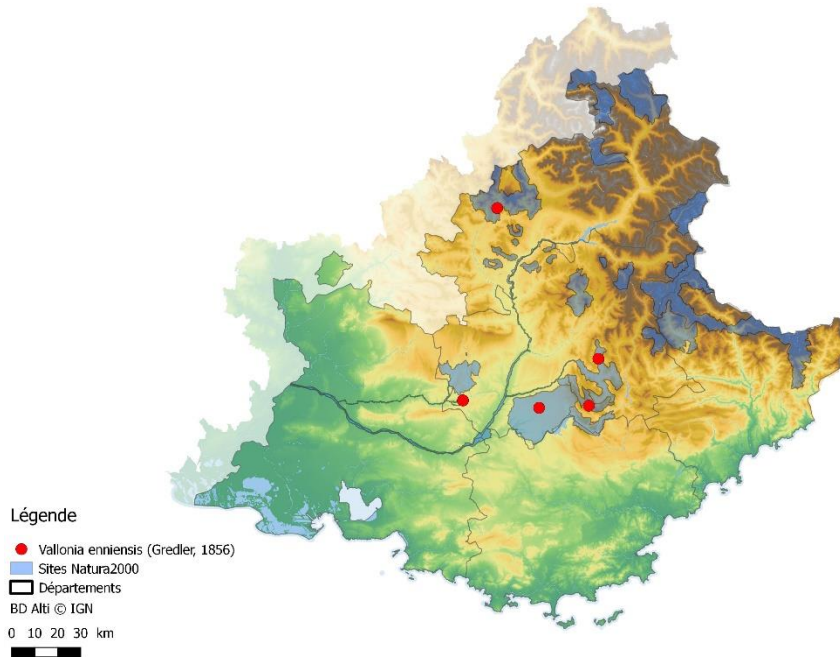 Légende
Vallonia enniensis (Gredler, 1856)
Sites Natura2000
Départements
BD Alti © IGN
0 10 20 30 km